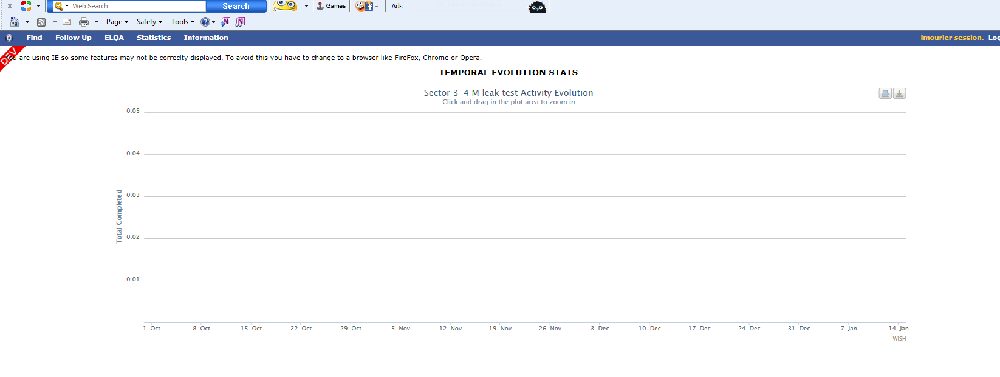 x Web Search Search Games Ads
Page Safety Tools
Find Follow Up ELQA Statistics Information lmourier session. Log
DEV
ou are using IE so some features may not be correclty displayed. To avoid this you have to change to a browser like FireFox, Chrome or Opera.
TEMPORAL EVOLUTION STATS
Sector 3-4 M leak test Activity Evolution
Click and drag in the plot area to zoom in
Total Completed
0.05
0.04
0.03
0.02
0.01
1. Oct 8. Oct 15. Oct 22. Oct 29. Oct 5. Nov 12. Nov 19. Nov 26. Nov 3. Dec 10. Dec 17. Dec 24. Dec 31. Dec 7. Jan 14. Jan
WISH